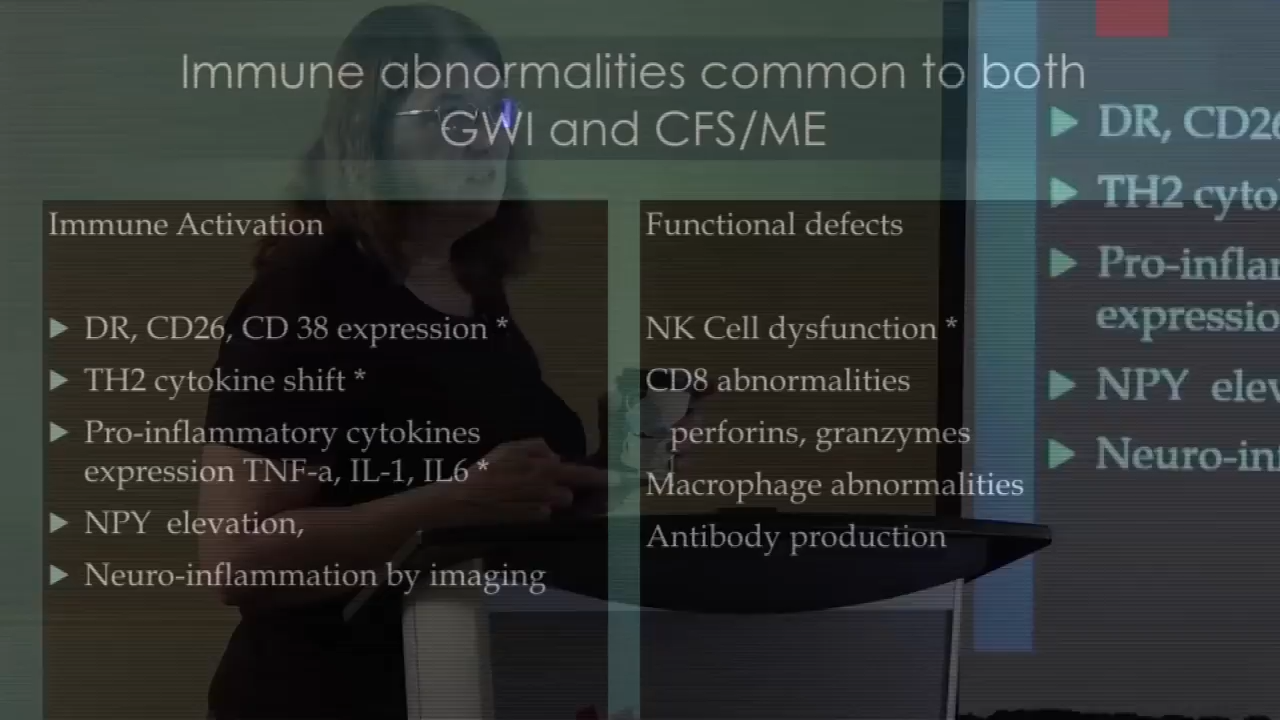 Immune abnormalities common to both
GWI and CFS/ME
Immune Activation
► DR, CD26, CD 38 expression *
► TH2 cytokine shift *
► Pro-inflammatory cytokines
expression TNF-a, IL-1, IL6 *
► NPY elevation,
► Neuro-inflammation by imaging
Functional defects
NK Cell dysfunction *
CD8 abnormalities
perforins, granzymes
Macrophage abnormalities
Antibody production
► DR, CD26
► TH2 cyto
► Pro-inflam
expressio
► NPY elev
► Neuro-inf